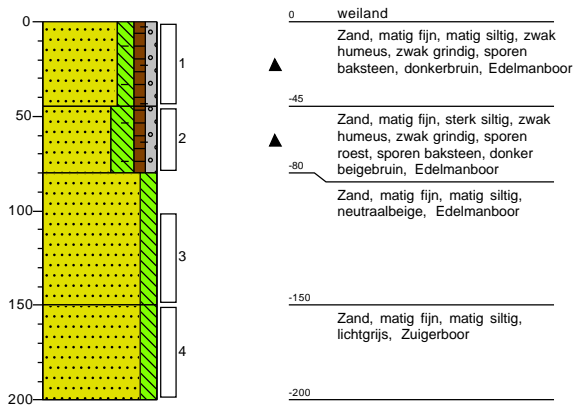 0
50
100
150
200
1
2
3
4
0 weiland
Zand, matig fijn, matig siltig, zwak
humeus, zwak grindig, sporen
baksteen, donkerbruin, Edelmanboor
-45
Zand, matig fijn, sterk siltig, zwak
humeus, zwak grindig, sporen
roest, sporen baksteen, donker
beigebruin, Edelmanboor
-80
Zand, matig fijn, matig siltig,
neutraalbeige, Edelmanboor
-150
Zand, matig fijn, matig siltig,
lichtgrijs, Zuigerboor
-200